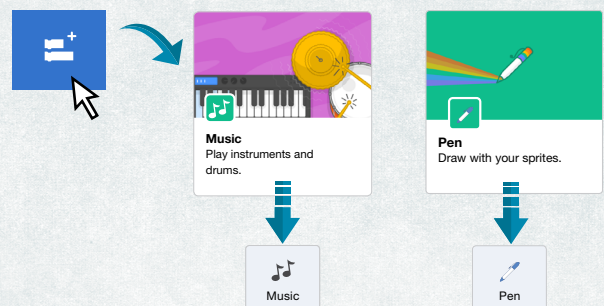 Music
Play instruments and
drums.
Pen
Draw with your sprites.
Music
Pen